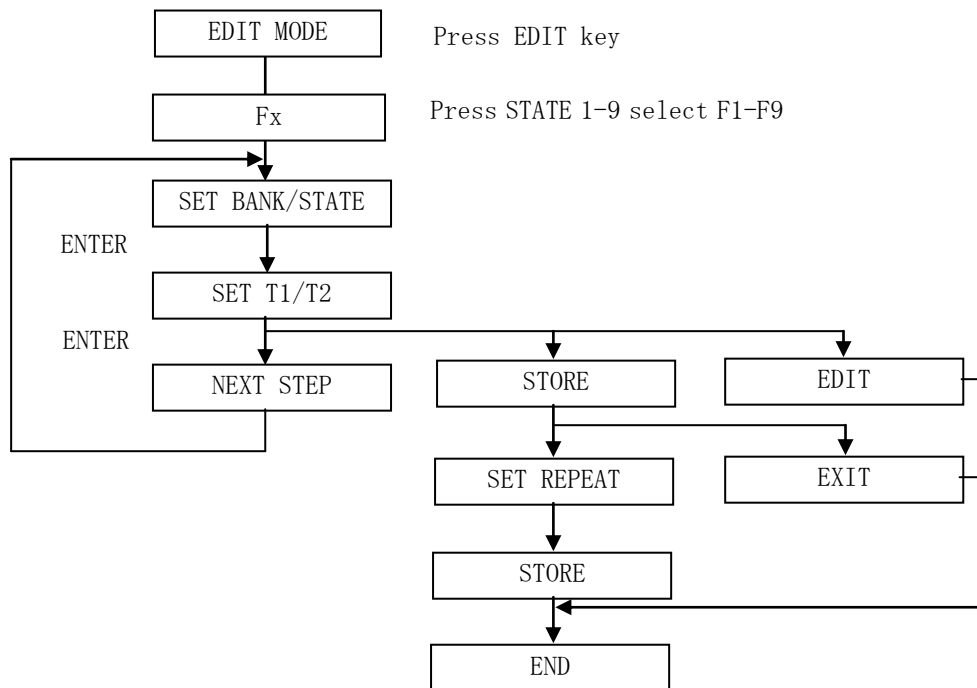 EDIT MODE
Press EDIT key
Fx
Press STATE 1-9 select F1-F9
SET BANK/STATE
ENTER
SET T1/T2
ENTER
NEXT STEP
STORE
EDIT
SET REPEAT
EXIT
STORE
END